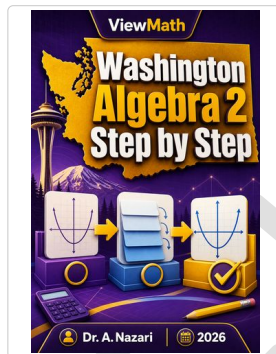 ViewMath
Washington
Algebra 2
Step by Step
Dr. A. Nazari
2026